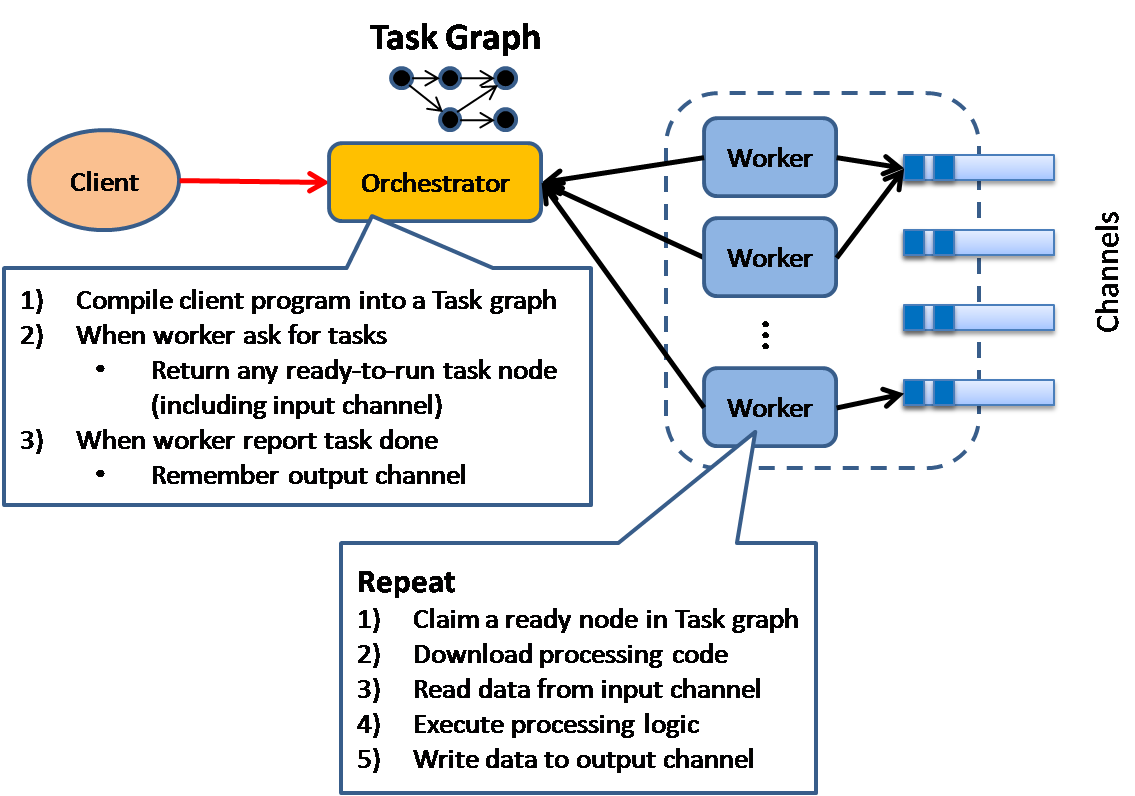 Task Graph
Client
Orchestrator
Worker
Worker
Worker
Channels
1) Compile client program into a Task graph
2) When worker ask for tasks
• Return any ready-to-run task node
(including input channel)
3) When worker report task done
• Remember output channel
Repeat
1) Claim a ready node in Task graph
2) Download processing code
3) Read data from input channel
4) Execute processing logic
5) Write data to output channel